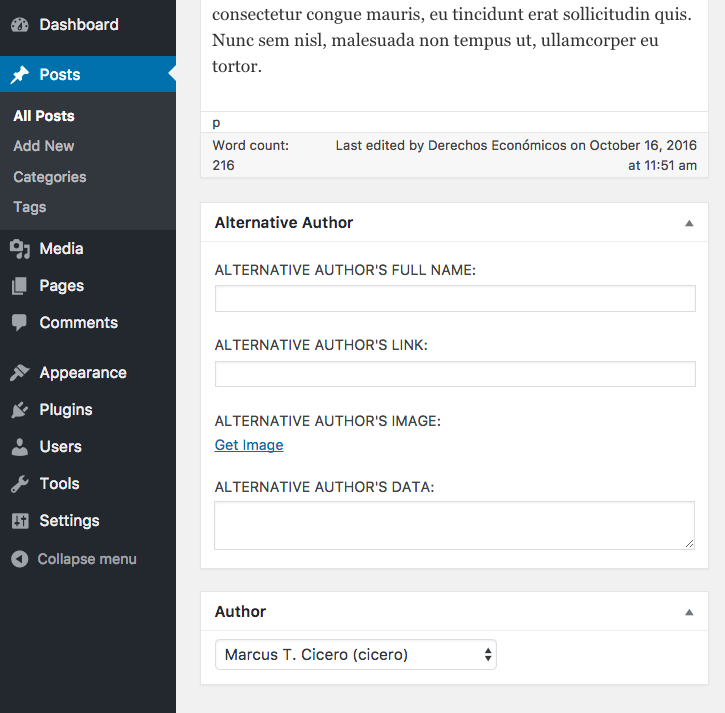 Dashboard
Posts
All Posts
Add New
Categories
Tags
Media
Pages
Comments
Appearance
Plugins
Users
Tools
Settings
Collapse menu
consectetur congue mauris, eu tincidunt erat sollicitudin quis.
Nunc sem nisl, malesuada non tempus ut, ullamcorper eu
tortor.
p
Word count:
216
Last edited by Derechos Económicos on October 16, 2016
at 11:51 am
Alternative Author
ALTERNATIVE AUTHOR'S FULL NAME:
ALTERNATIVE AUTHOR'S LINK:
ALTERNATIVE AUTHOR'S IMAGE:
Get Image
ALTERNATIVE AUTHOR'S DATA:
Author
Marcus T. Cicero (cicero)